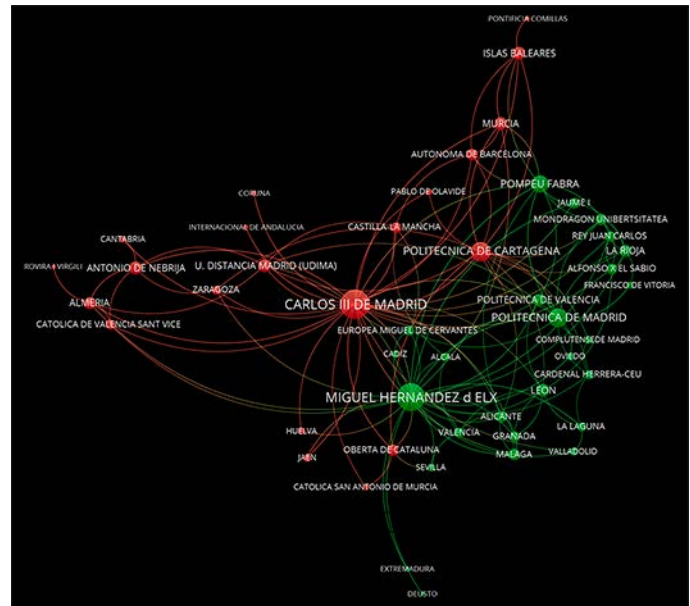 PONTIFICIA COMILLAS
ISLAS BALEARES
MURCIA
AUTONOMA DE BARCELONA
POMPEU FABRA
CORUNA
PABLO DE OLAVIDE
JAUME I
MONDRAGON UNIBERTSITATEA
INTERNACIONAL DE ANDALUCIA
CASTILLA-LA MANCHA
REY JUAN CARLOS
CANTABRIA
POLITECNICA DE CARTAGENA
LA RIOJA
ROVIRA I VIRGILI
ANTONIO DE NEBRIJA
U. DISTANCIA MADRID (UDIMA)
ALFONSO X EL SABIO
FRANCISCO DE VITORIA
ZARAGOZA
ALMERIA
CARLOS III DE MADRID
POLITECNICA DE VALENCIA
POLITECNICA DE MADRID
CATOLICA DE VALENCIA SANT VICE
EUROPEA MIGUEL DE CERVANTES
COMPLUTENSE DE MADRID
CADIZ
ALCALA
OVIEDO
CARDENAL HERRERA-CEU
LEON
MIGUEL HERNANDEZ d ELX
ALICANTE
LA LAGUNA
HUELVA
VALENCIA
GRANADA
OBERTA DE CATALUNA
MALAGA
VALLADOLID
JAEN
SEVILLA
CATOLICA SAN ANTONIO DE MURCIA
EXTREMADURA
DEUSTO